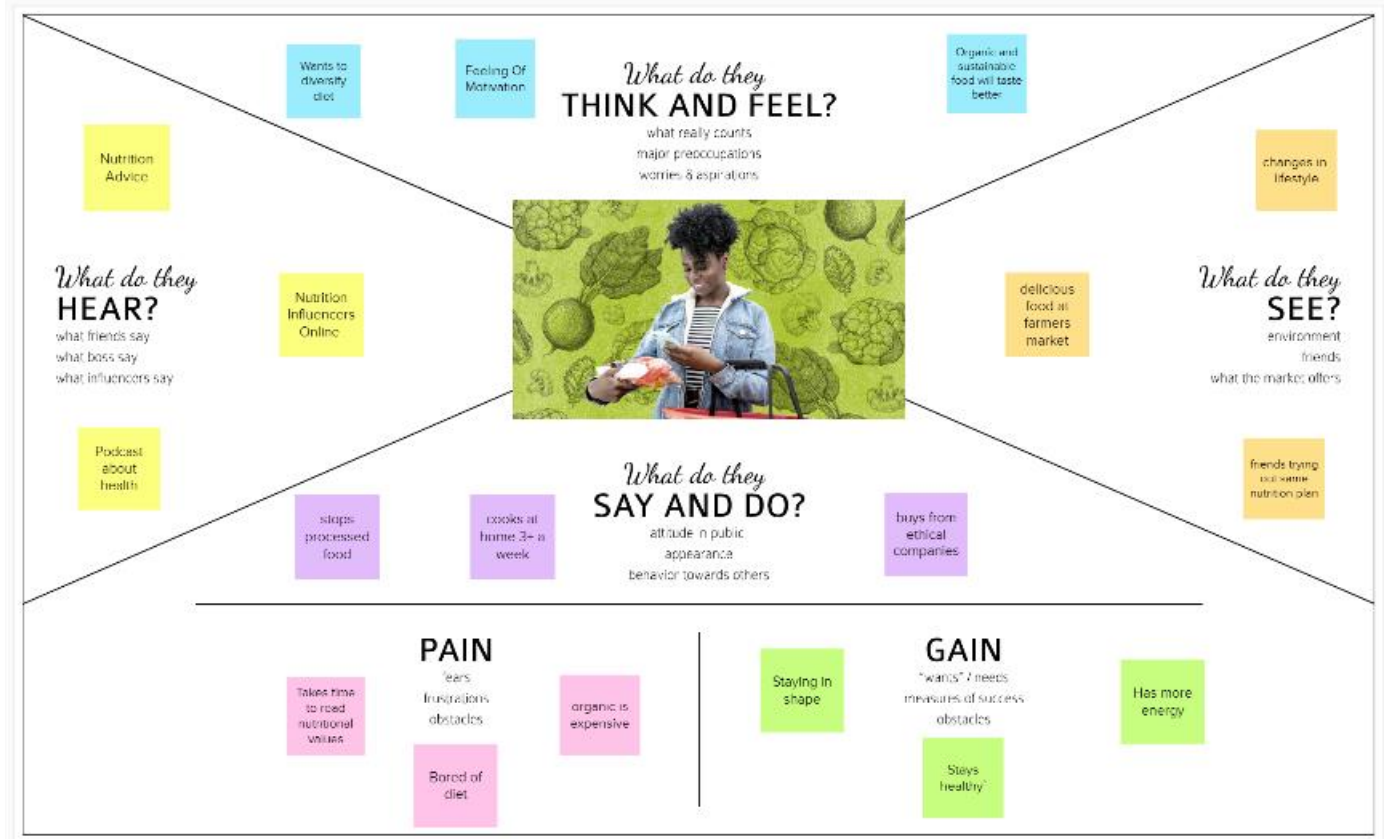 Wants to
diversify
diet
Feeling Of
Motivation
What do they
THINK AND FEEL?
what really counts
major preoccupations
worries & aspirations
Organic and
sustainable
food will taste
better
Nutrition
Advice
What do they
HEAR?
what friends say
what boss say
what influencers say
Nutrition
Influencers
Online
Podcast
about
health
changes in
lifestyle
delicious
food at
farmers
market
What do they
SEE?
environment
friends
what the market offers
friends trying
out same
nutrition plan
stops
processed
food
cooks at
home 3+ a
week
What do they
SAY AND DO?
attitude in public
appearance
behavior towards others
buys from
ethical
companies
PAIN
fears
frustrations
obstacles
Takes time
to read
nutritional
values
Bored of
diet
organic is
expensive
GAIN
"wants" / needs
measures of success
obstacles
Staying in
shape
Stays
healthy`
Has more
energy